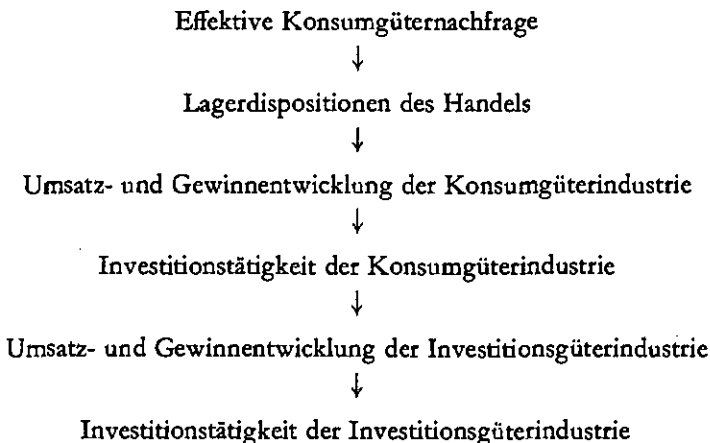 Effektive Konsumgüternachfrage
↓
Lagerdispositionen des Handels
↓
Umsatz- und Gewinnentwicklung der Konsumgüterindustrie
↓
Investitionstätigkeit der Konsumgüterindustrie
↓
Umsatz- und Gewinnentwicklung der Investitionsgüterindustrie
↓
Investitionstätigkeit der Investitionsgüterindustrie